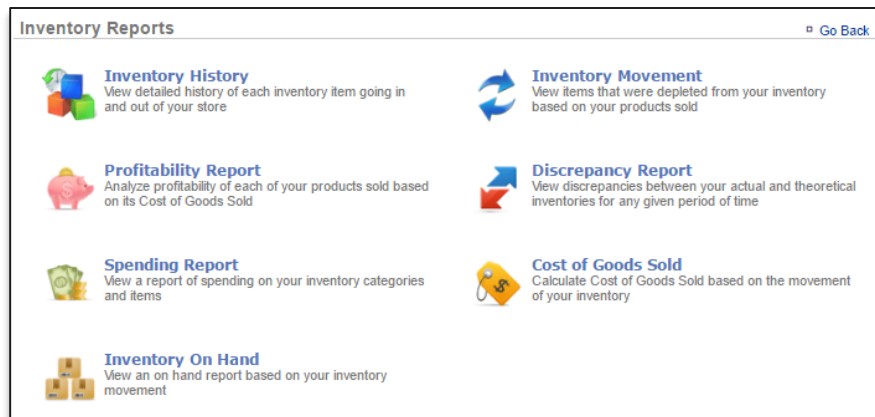 Inventory Reports
Go Back
Inventory History
View detailed history of each inventory item going in
and out of your store
Inventory Movement
View items that were depleted from your inventory
based on your products sold
Profitability Report
Analyze profitability of each of your products sold based
on its Cost of Goods Sold
Discrepancy Report
View discrepancies between your actual and theoretical
inventories for any given period of time
Spending Report
View a report of spending on your inventory categories
and items
Cost of Goods Sold
Calculate Cost of Goods Sold based on the movement
of your inventory
Inventory On Hand
View an on hand report based on your inventory
movement